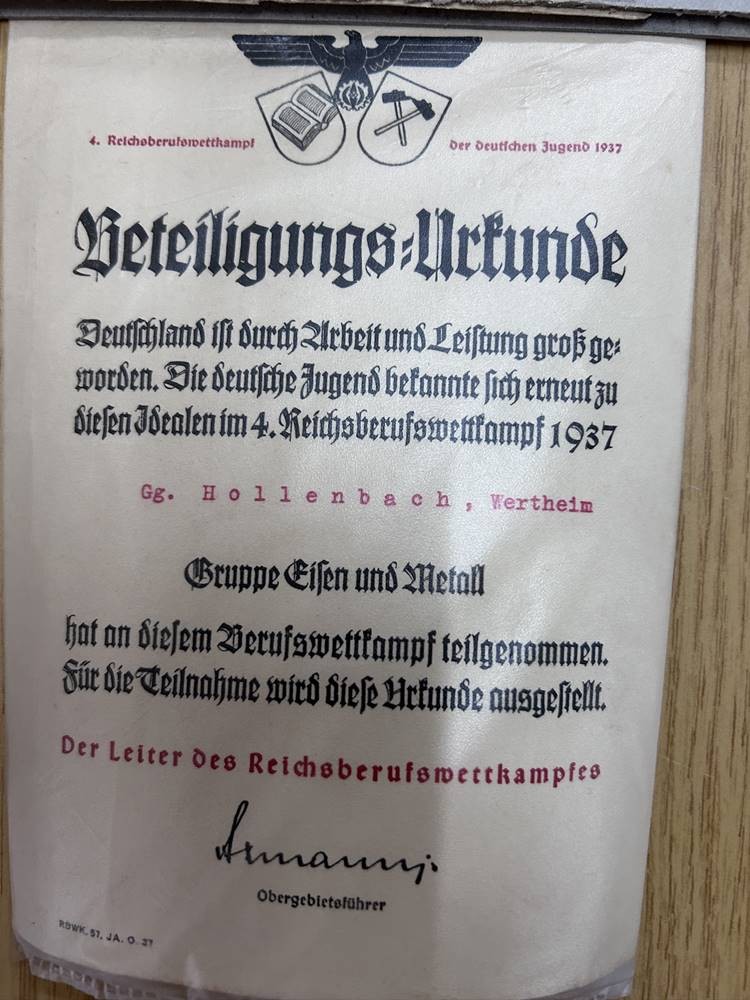 4. Reichsberufswettkampf der deutschen Jugend 1937
Beteiligungs-Urkunde
Deutschland ist durch Arbeit und Leistung groß ge-
worden. Die deutsche Jugend bekannte sich erneut zu
diesen Idealen im 4. Reichsberufswettkampf 1937
Gg. Hollenbach, Wertheim
Gruppe Eisen und Metall
hat an diesem Berufswettkampf teilgenommen.
Für die Teilnahme wird diese Urkunde ausgestellt.
Der Leiter des Reichsberufswettkampfes
Obergebietsführer
RBWK. 57. JA. O. 37